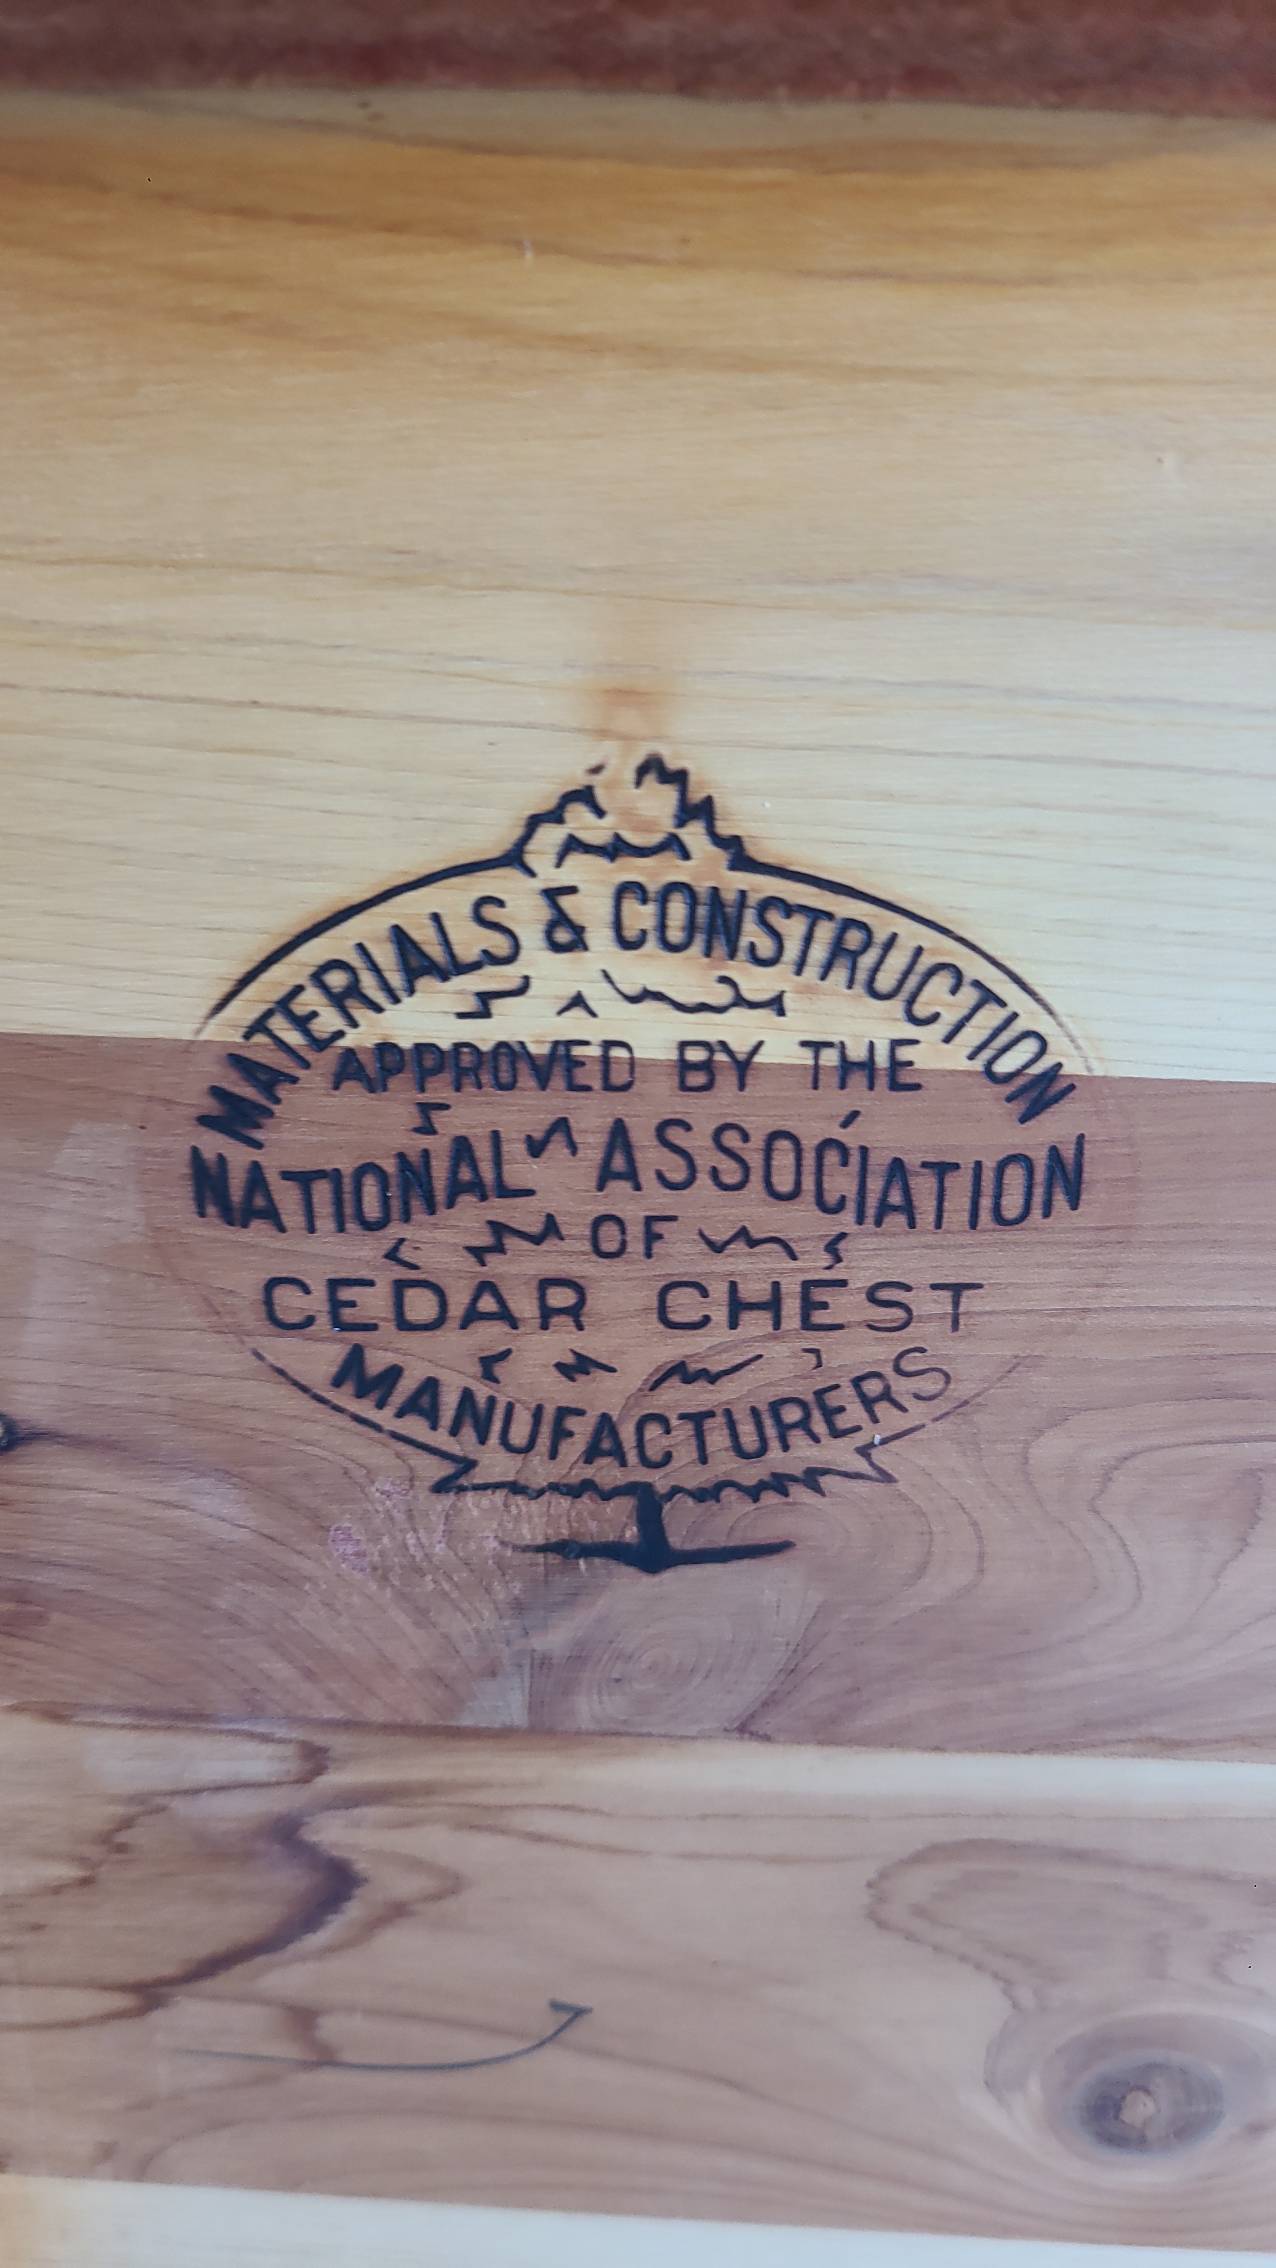 MATERIALS & CONSTRUCTION
APPROVED BY THE
NATIONAL ASSOCIATION
OF
CEDAR CHEST
MANUFACTURERS